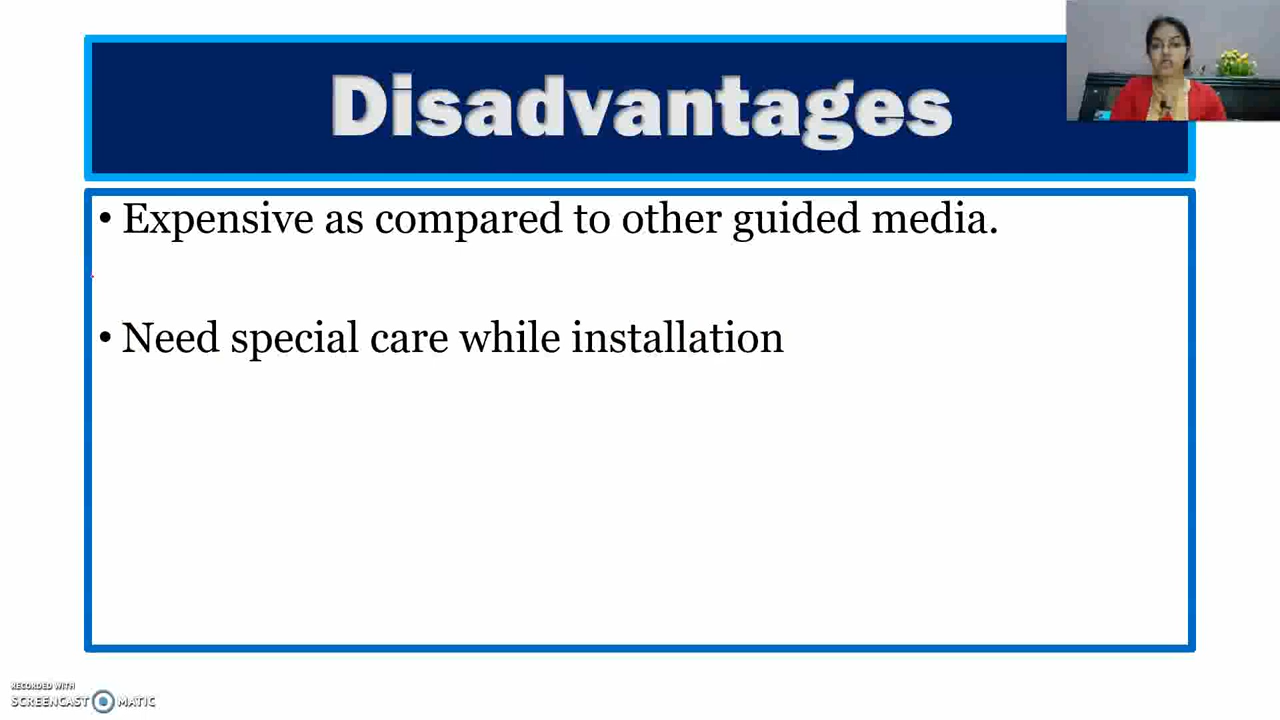 Disadvantages
• Expensive as compared to other guided media.
• Need special care while installation
RECORDED WITH
SCREENCAST MATIC